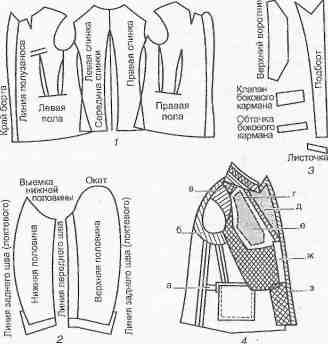 Край борта
Линия полузаноса
Левая
пола
Левая спинка
Середина спинки
Правая спинка
Правая
пола
1
Верхний воротник
Подборт
Клапан
бокового
кармана
Обтачка
бокового
кармана
Листочка
3
Выемка
нижней
половины
Окат
Линия заднего шва (локтевого)
Нижняя половина
Линия переднего шва
Верхняя половина
Линия заднего шва (локтевого)
2
а
б
в
г
д
е
ж
з
4